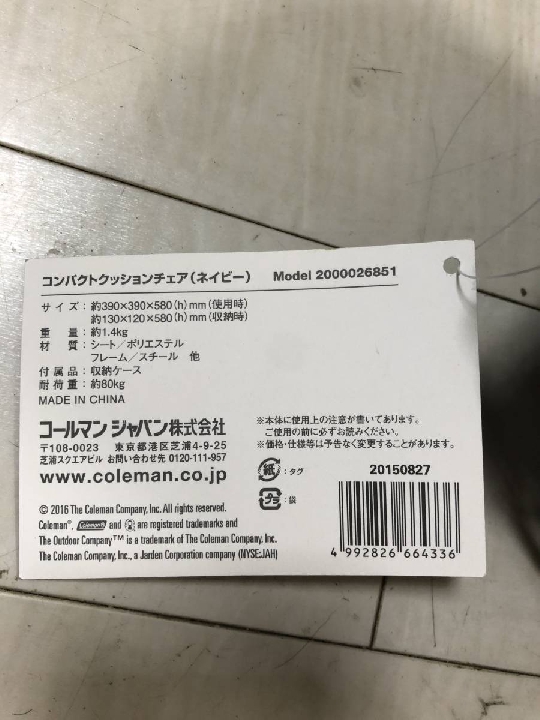 コンパクトクッションチェア(ネイビー) Model 2000026851
サイズ：約390×390×580(h)mm(使用時)
約130×120×580(h)mm(収納時)
重　量：約1.4kg
材　質：シート／ポリエステル
フレーム／スチール　他
付属品：収納ケース
耐荷重：約80kg
MADE IN CHINA
コールマン ジャパン株式会社
〒108-0023　東京都港区芝浦4-9-25
芝浦スクエアビル お問い合わせ先 0120-111-957
www.coleman.co.jp
※本体に使用上の注意が書いてあります。
ご使用の前に必ずお読みください。
※価格・仕様等は予告なく変更することがあります。
紙：タグ
プラ：袋
20150827
4 992826 664336
© 2016 The Coleman Company, Inc. All rights reserved.
Coleman®, Coleman and are registered trademarks and
The Outdoor Company™ is a trademark of The Coleman Company, Inc.
The Coleman Company, Inc., a Jarden Corporation company (NYSE:JAH)